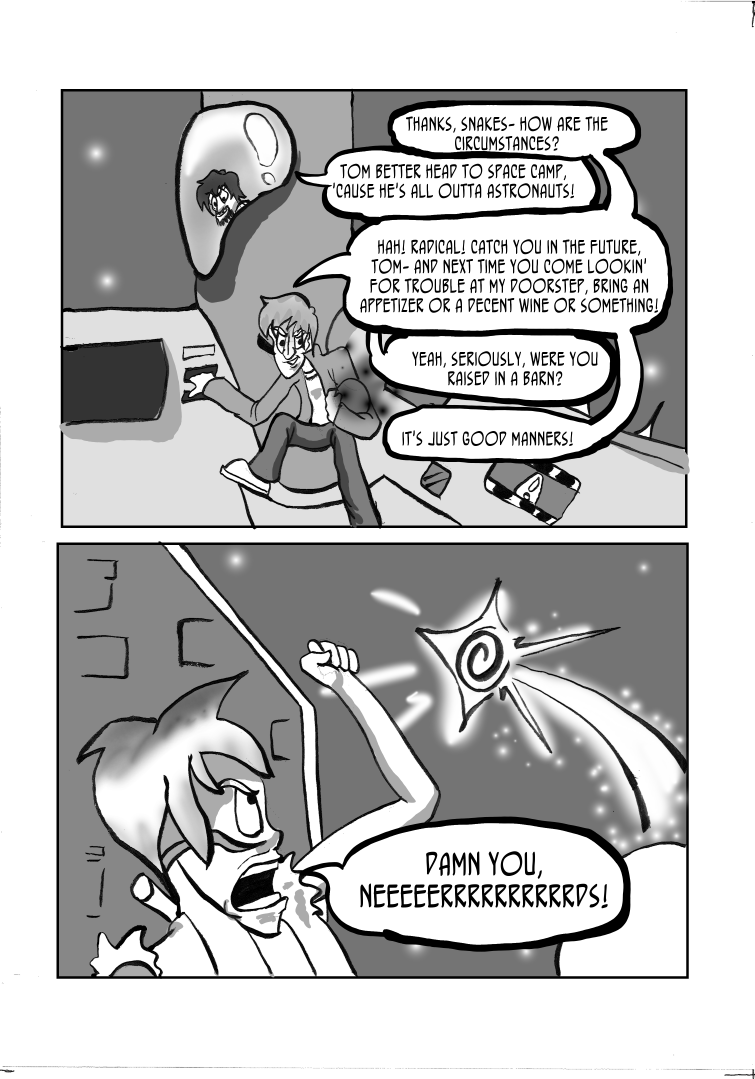 THANKS, SNAKES- HOW ARE THE
CIRCUMSTANCES?
TOM BETTER HEAD TO SPACE CAMP,
'CAUSE HE'S ALL OUTTA ASTRONAUTS!
HAH! RADICAL! CATCH YOU IN THE FUTURE,
TOM- AND NEXT TIME YOU COME LOOKIN'
FOR TROUBLE AT MY DOORSTEP, BRING AN
APPETIZER OR A DECENT WINE OR SOMETHING!
YEAH, SERIOUSLY, WERE YOU
RAISED IN A BARN?
IT'S JUST GOOD MANNERS!
DAMN YOU,
NEEEEERRRRRRRRRRDS!